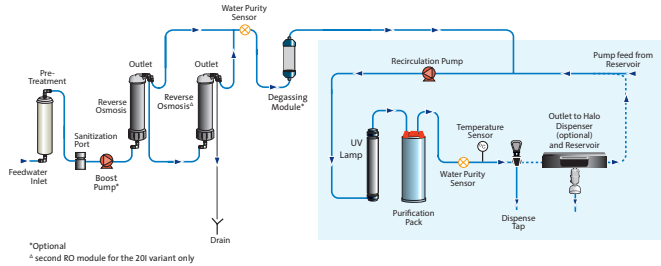 Water Purity
Sensor
Pre-
Treatment
Outlet
Outlet
Reverse
Osmosis
Reverse
OsmosisΔ
Degassing
Module*
Sanitization
Port
Feedwater
Inlet
Boost
Pump*
Drain
Recirculation Pump
Pump feed from
Reservoir
UV
Lamp
Temperature
Sensor
Outlet to Halo
Dispenser
(optional)
and Reservoir
Water Purity
Sensor
Purification
Pack
Dispense
Tap
*Optional
Δ second RO module for the 20I variant only